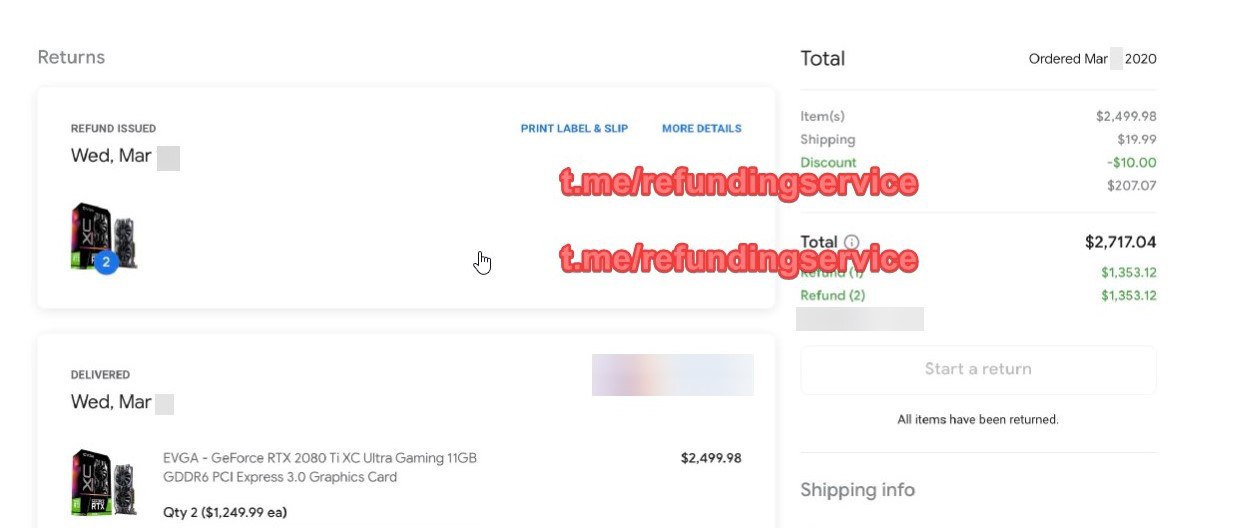 Returns
REFUND ISSUED
PRINT LABEL & SLIP
MORE DETAILS
Wed, Mar
2
t.me/refundingservice
t.me/refundingservice
DELIVERED
Wed, Mar
EVGA - GeForce RTX 2080 Ti XC Ultra Gaming 11GB
GDDR6 PCI Express 3.0 Graphics Card
$2,499.98
Qty 2 ($1,249.99 ea)
Total
Ordered Mar 2020
Item(s) $2,499.98
Shipping $19.99
Discount -$10.00
$207.07
Total $2,717.04
Refund (1) $1,353.12
Refund (2) $1,353.12
Start a return
All items have been returned.
Shipping info